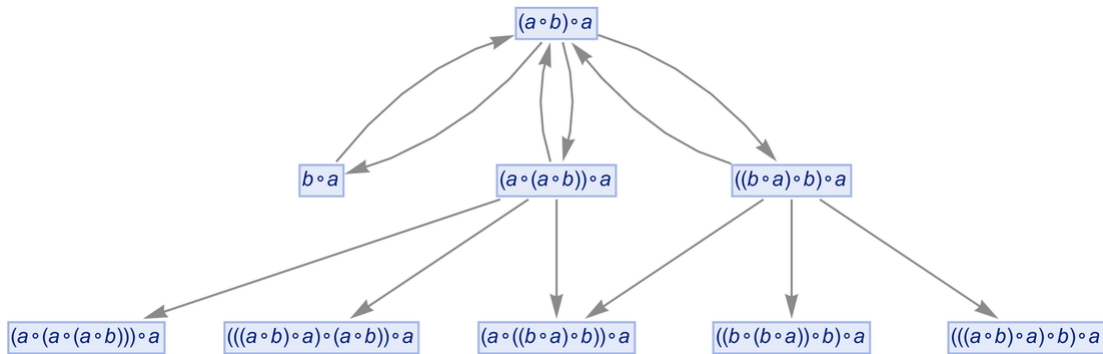 (a∘b)∘a
b∘a
(a∘(a∘b))∘a
((b∘a)∘b)∘a
(a∘(a∘(a∘b)))∘a
(((a∘b)∘a)∘(a∘b))∘a
(a∘((b∘a)∘b))∘a
((b∘(b∘a))∘b)∘a
(((a∘b)∘a)∘b)∘a